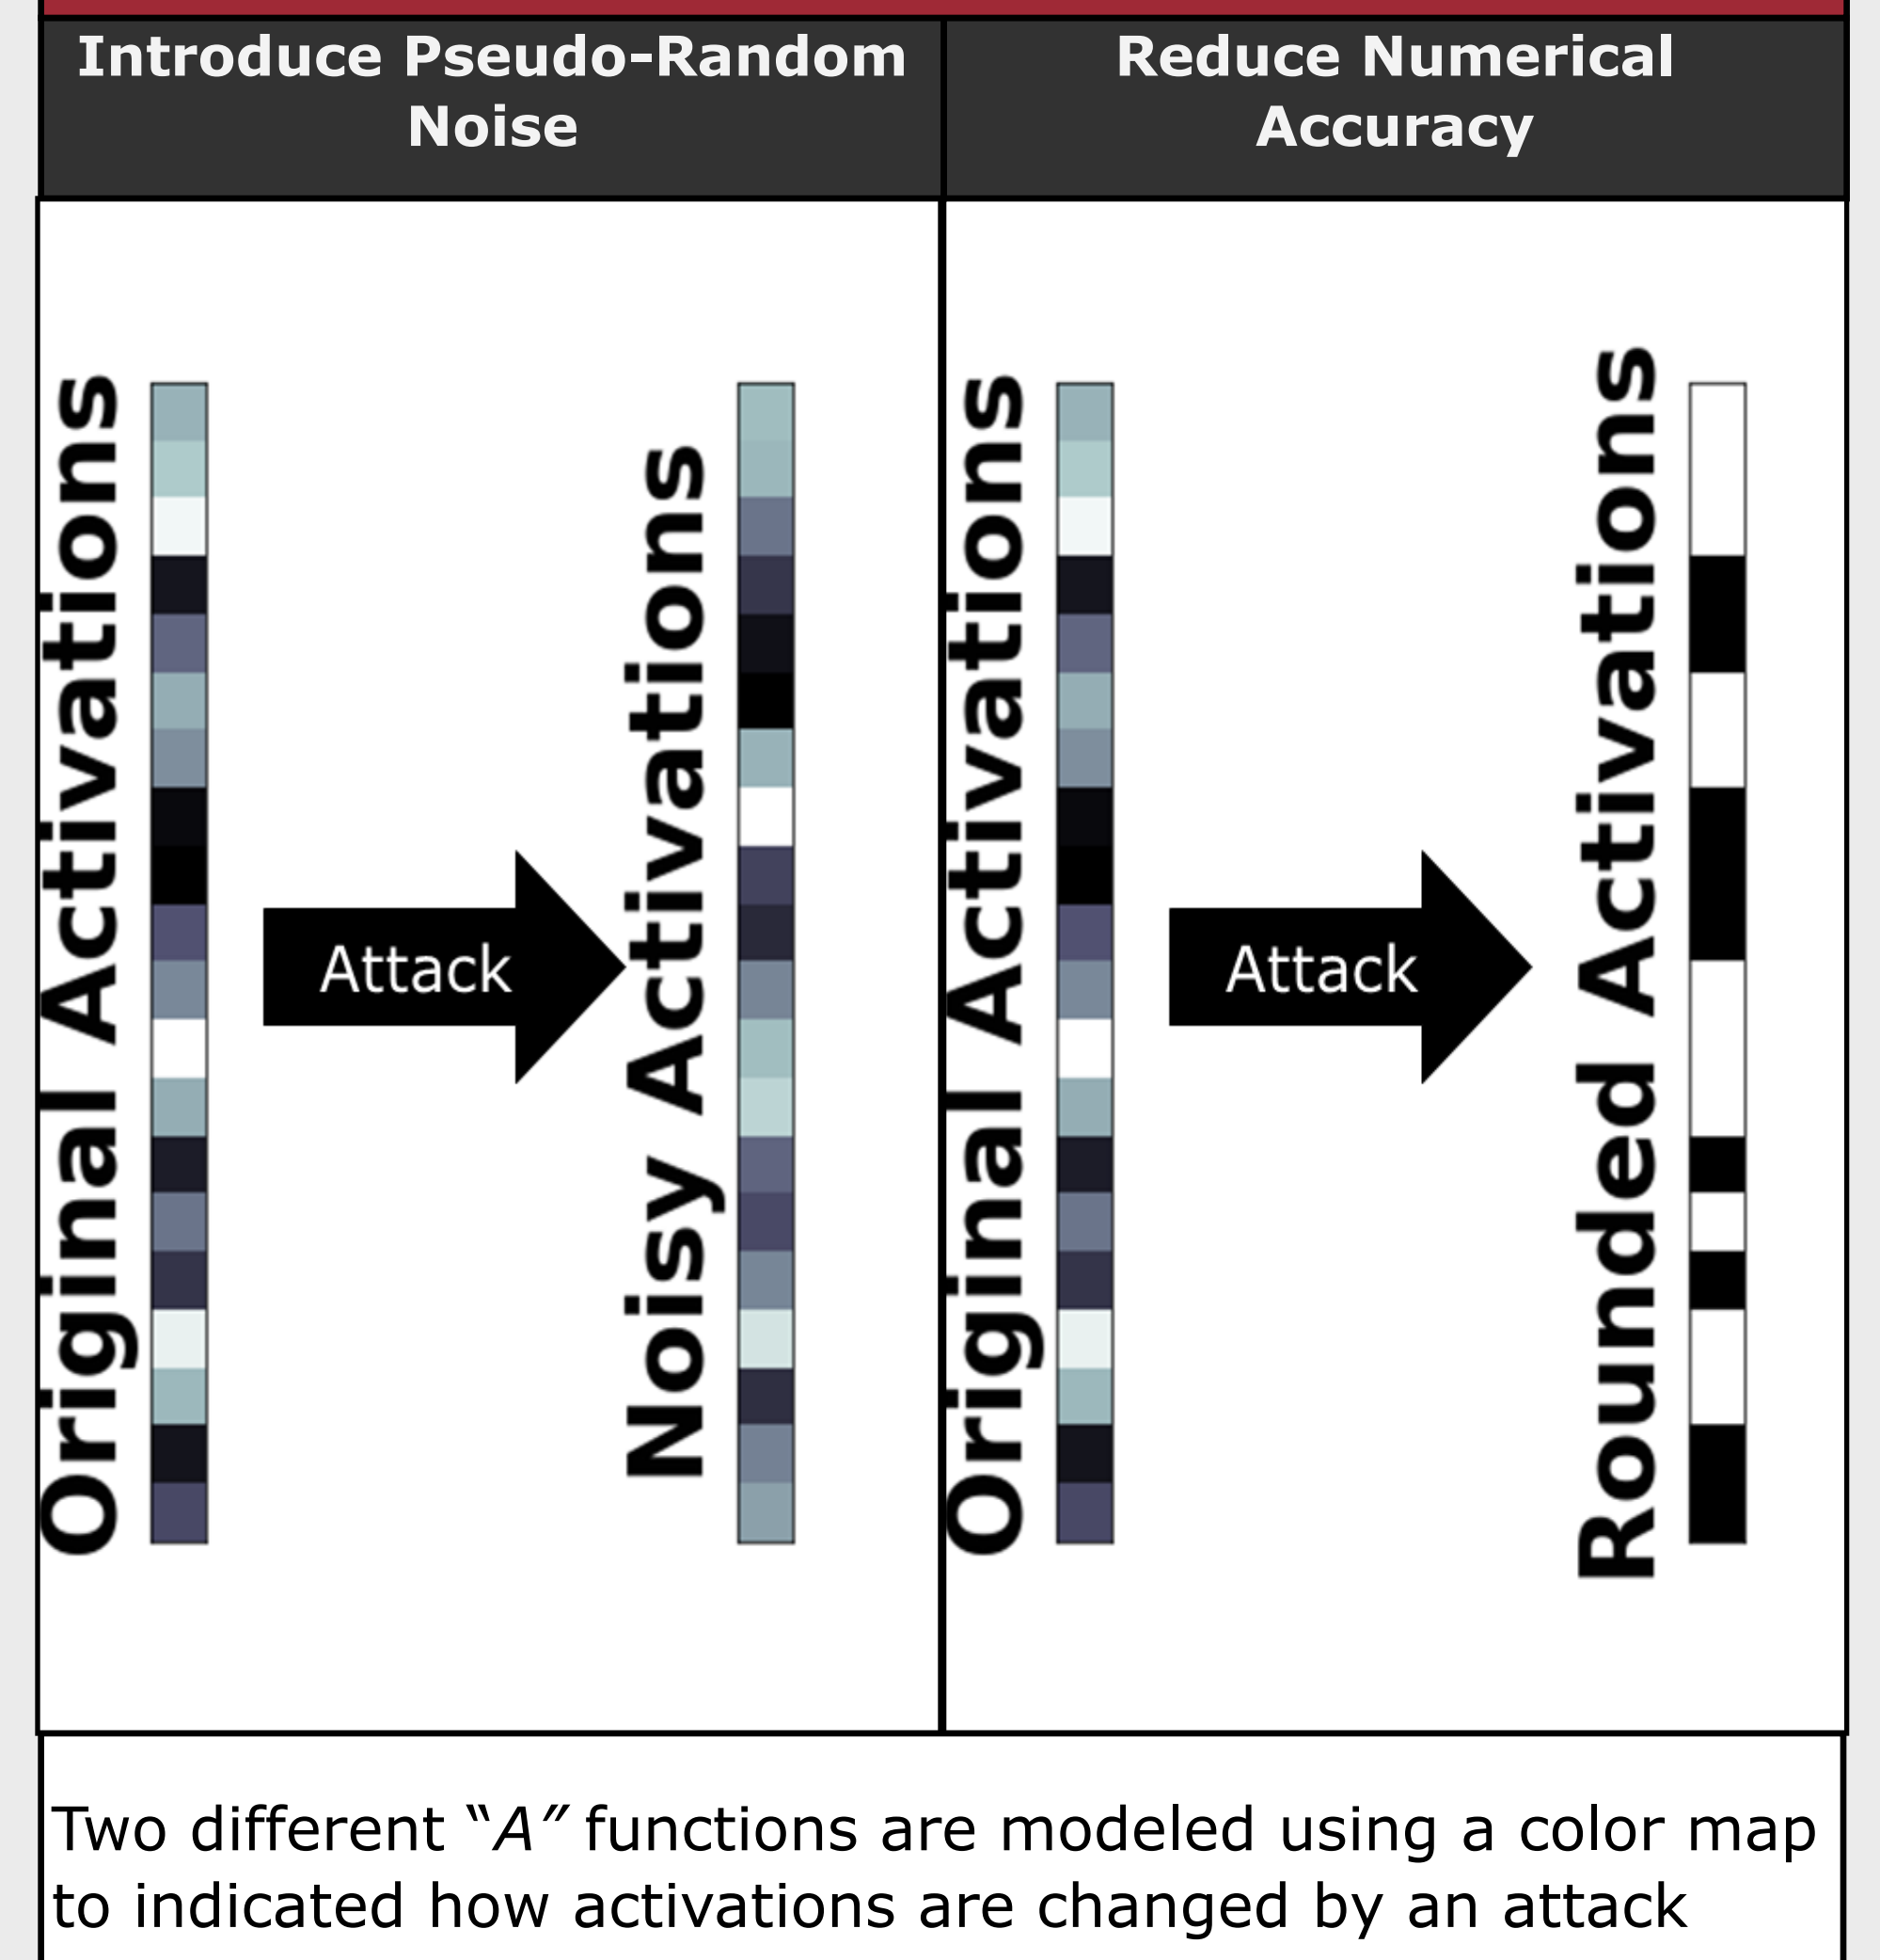 Introduce Pseudo-Random
Noise
Reduce Numerical
Accuracy
Original Activations
Attack
Noisy Activations
Original Activations
Attack
Rounded Activations
Two different “A” functions are modeled using a color map
to indicated how activations are changed by an attack